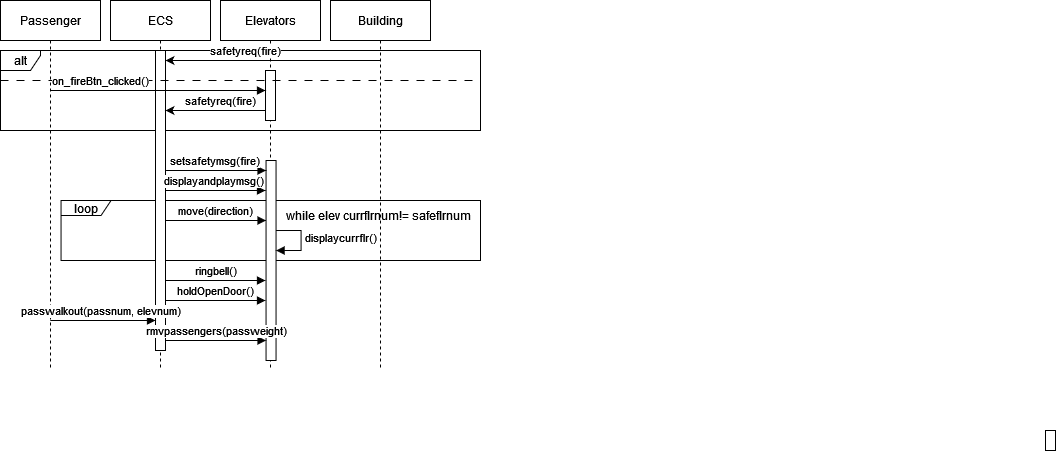 Passenger
ECS
Elevators
Building
alt
safetyreq(fire)
on_fireBtn_clicked()
safetyreq(fire)
setsafetymsg(fire)
displayandplaymsg()
loop
move(direction)
while elev currflrnum!= safeflrnum
displaycurrflr()
ringbell()
holdOpenDoor()
passwalkout(passnum, elevnum)
rmvpassengers(passweight)